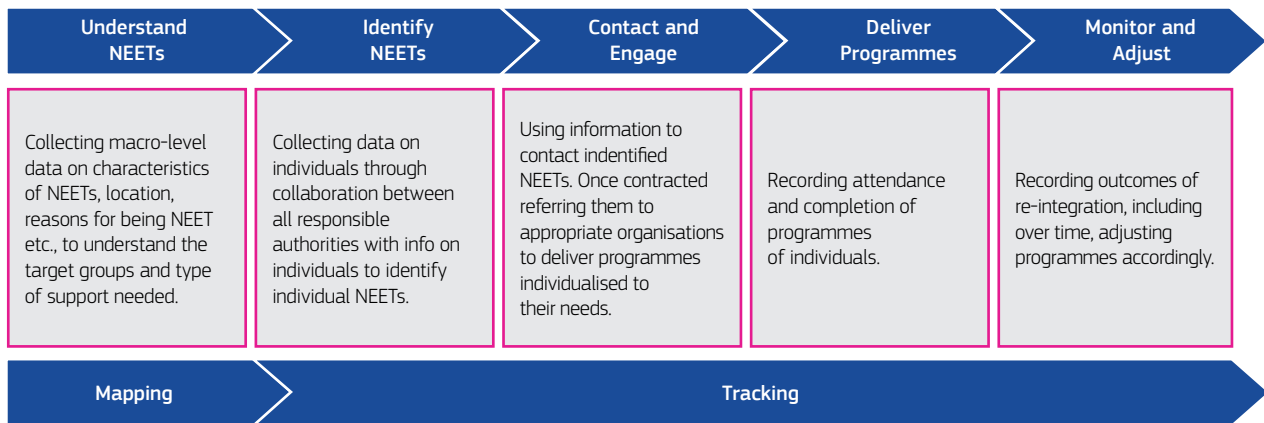 Understand
NEETs
Identify
NEETs
Contact and
Engage
Deliver
Programmes
Monitor and
Adjust
Collecting macro-level
data on characteristics
of NEETs, location,
reasons for being NEET
etc., to understand the
target groups and type
of support needed.
Collecting data on
individuals through
collaboration between
all responsible
authorities with info on
individuals to identify
individual NEETs.
Using information to
contact indentified
NEETs. Once contracted
referring them to
appropriate organisations
to deliver programmes
individualised to
their needs.
Recording attendance
and completion of
programmes
of individuals.
Recording outcomes of
re-integration, including
over time, adjusting
programmes accordingly.
Mapping
Tracking